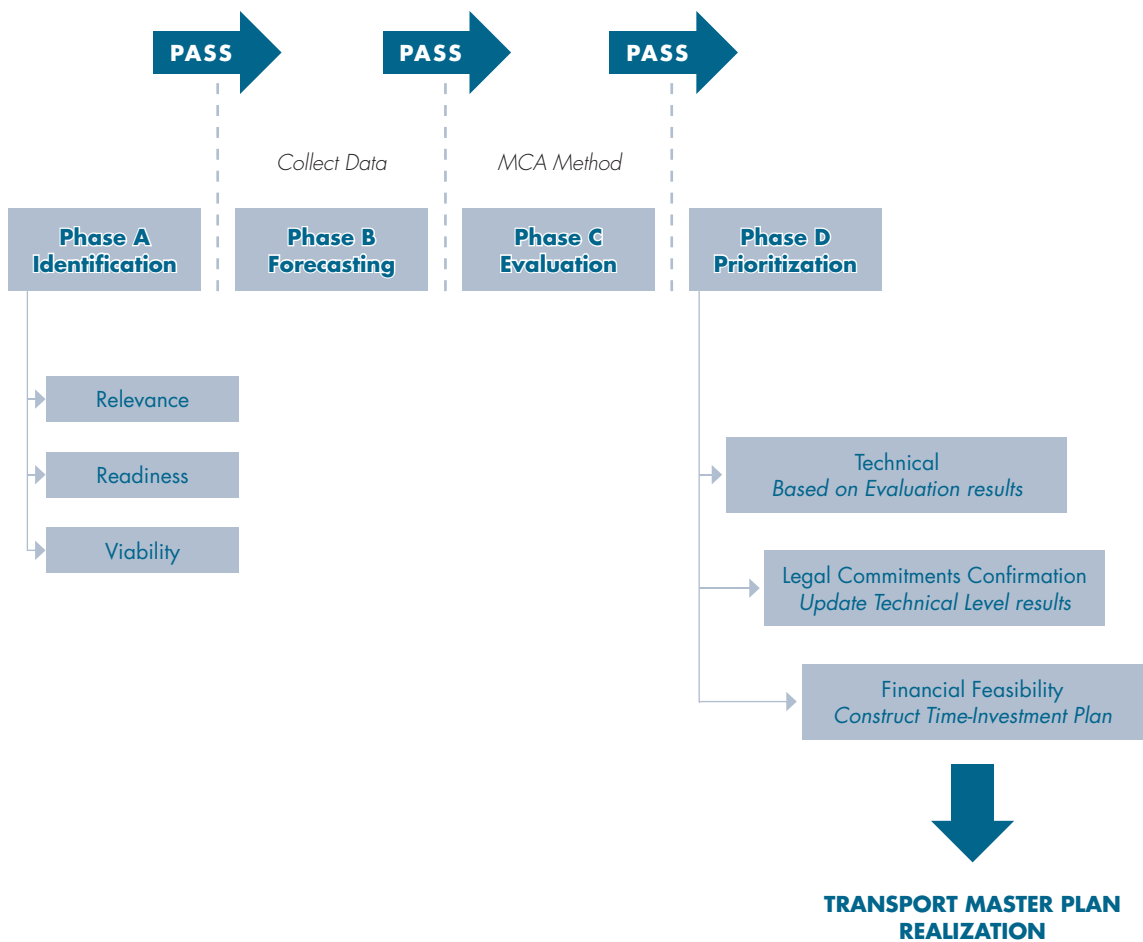 PASS
PASS
PASS
Collect Data
MCA Method
Phase A
Identification
Phase B
Forecasting
Phase C
Evaluation
Phase D
Prioritization
Relevance
Readiness
Viability
Technical
Based on Evaluation results
Legal Commitments Confirmation
Update Technical Level results
Financial Feasibility
Construct Time-Investment Plan
TRANSPORT MASTER PLAN
REALIZATION